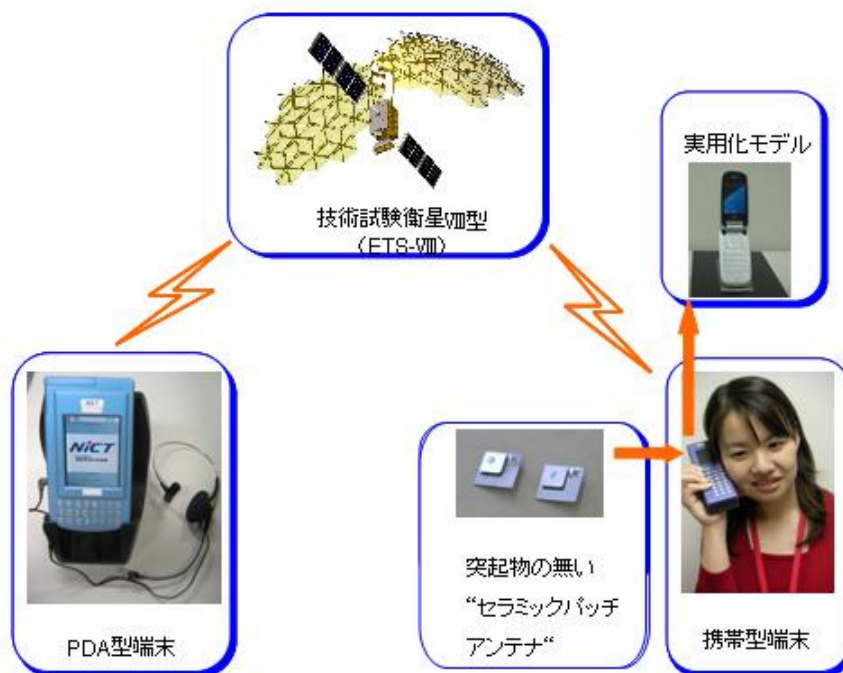 技術試験衛星Ⅷ型
（ETS-Ⅷ）
実用化モデル
NiCT
PDA型端末
突起物の無い
“セラミックパッチ
アンテナ“
携帯型端末